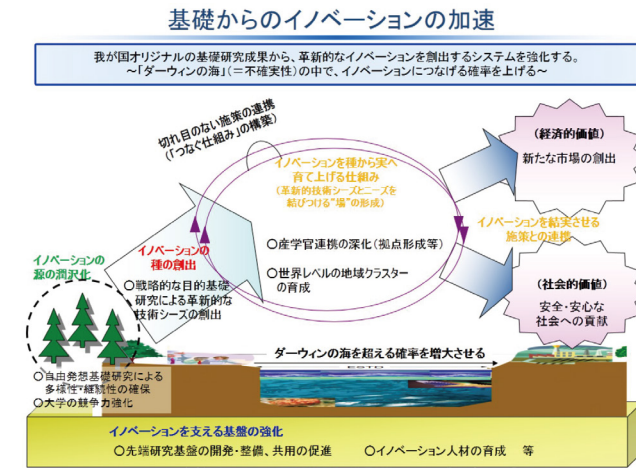 基礎からのイノベーションの加速
我が国オリジナルの基礎研究成果から、革新的なイノベーションを創出するシステムを強化する。
～「ダーウィンの海」(=不確実性)の中で、イノベーションにつなげる確率を上げる～
切れ目のない施策の連携
(「つなぐ仕組み」の構築)
イノベーションを種から実へ
育て上げる仕組み
(革新的技術シーズとニーズを
結びつける“場”の形成)
○産学官連携の深化(拠点形成等)
○世界レベルの地域クラスター
の育成
(経済的価値)
新たな市場の創出
イノベーションを結実させる
施策との連携
(社会的価値)
安全・安心な
社会への貢献
イノベーションの
種の創出
○戦略的な目的基礎
研究による革新的な
技術シーズの創出
イノベーションの
源の潤沢化
○自由発想基礎研究による
多様性・継続性の確保
○大学の競争力強化
ダーウィンの海を超える確率を増大させる
イノベーションを支える基盤の強化
○先端研究基盤の開発・整備、共用の促進
○イノベーション人材の育成 等